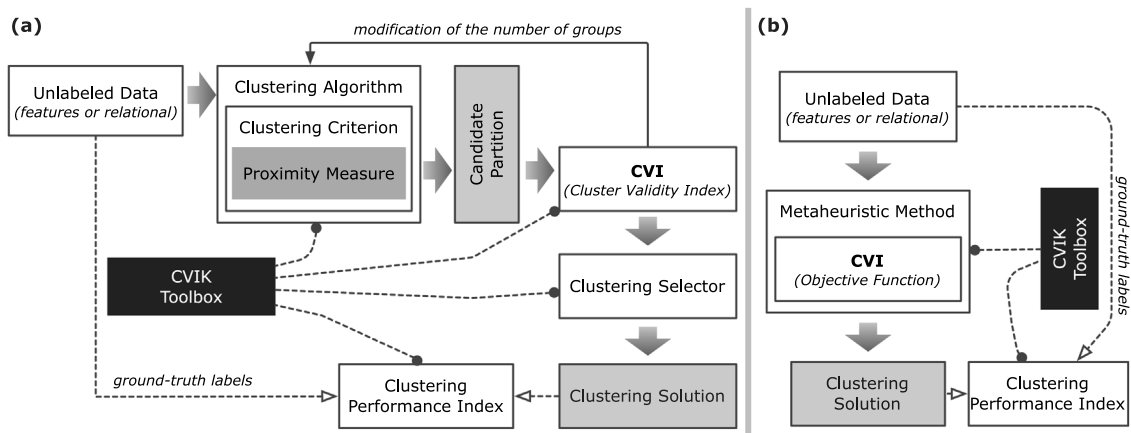 (a)
modification of the number of groups
Unlabeled Data
(features or relational)
Clustering Algorithm
Clustering Criterion
Proximity Measure
Candidate
Partition
CVI
(Cluster Validity Index)
CVIK
Toolbox
Clustering Selector
ground-truth labels
Clustering
Performance Index
Clustering Solution
(b)
Unlabeled Data
(features or relational)
ground-truth labels
Metaheuristic Method
CVI
(Objective Function)
CVIK
Toolbox
Clustering
Solution
Clustering
Performance Index